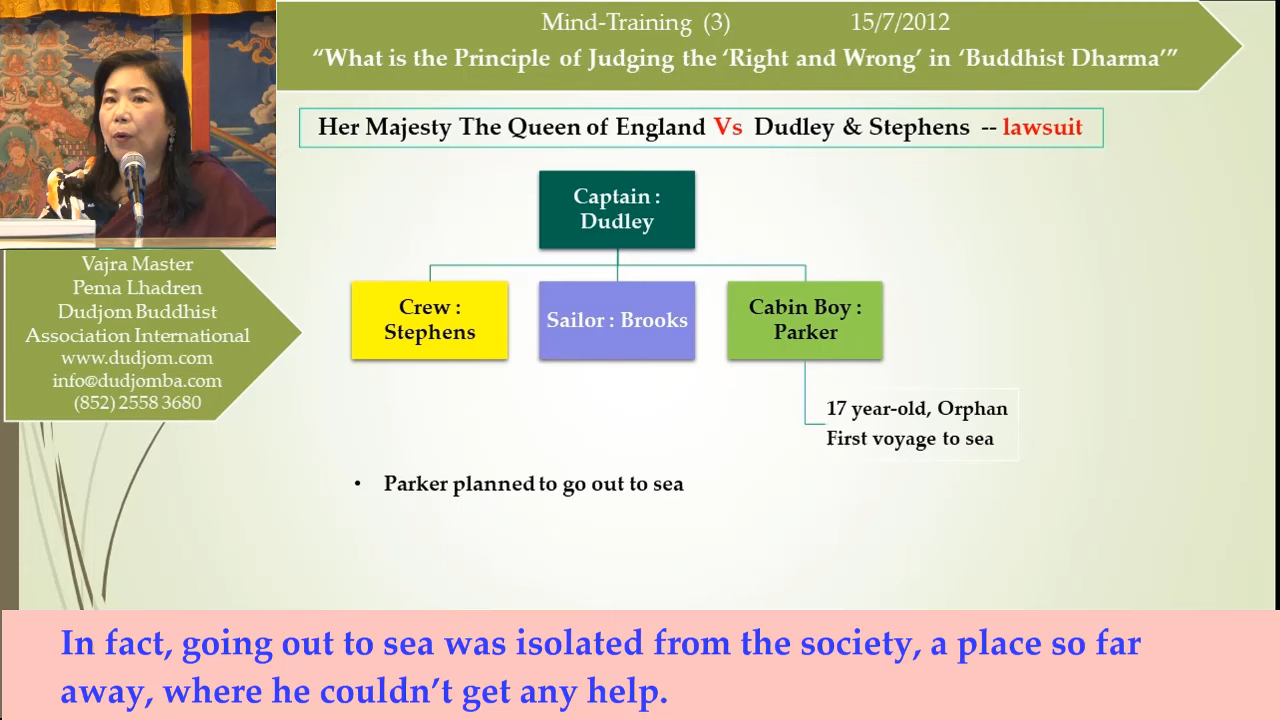 Mind-Training (3) 15/7/2012
“What is the Principle of Judging the ‘Right and Wrong’ in ‘Buddhist Dharma’”
Her Majesty The Queen of England Vs Dudley & Stephens -- lawsuit
Captain :
Dudley
Crew :
Stephens
Sailor : Brooks
Cabin Boy :
Parker
17 year-old, Orphan
First voyage to sea
• Parker planned to go out to sea
Vajra Master
Pema Lhadren
Dudjom Buddhist
Association International
www.dudjom.com
info@dudjomba.com
(852) 2558 3680
In fact, going out to sea was isolated from the society, a place so far
away, where he couldn’t get any help.